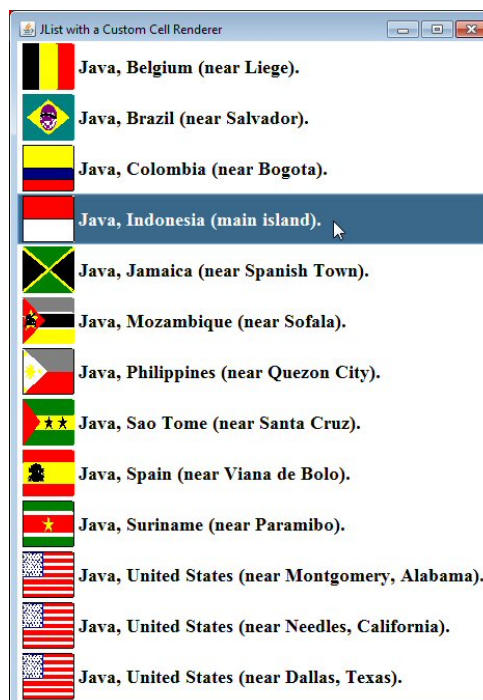 JList with a Custom Cell Renderer
Java, Belgium (near Liege).
Java, Brazil (near Salvador).
Java, Colombia (near Bogota).
Java, Indonesia (main island).
Java, Jamaica (near Spanish Town).
Java, Mozambique (near Sofala).
Java, Philippines (near Quezon City).
Java, Sao Tome (near Santa Cruz).
Java, Spain (near Viana de Bolo).
Java, Suriname (near Paramibo).
Java, United States (near Montgomery, Alabama).
Java, United States (near Needles, California).
Java, United States (near Dallas, Texas).